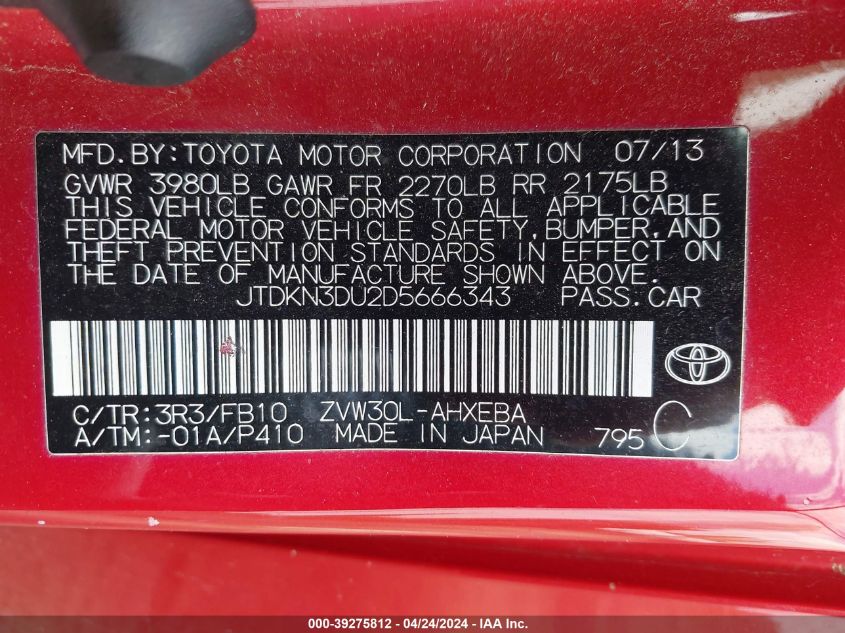 MFD.BY:TOYOTA MOTOR CORPORATION 07/13
GVWR 3980LB GAWR FR 2270LB RR 2175LB
THIS VEHICLE CONFORMS TO ALL APPLICABLE
FEDERAL MOTOR VEHICLE SAFETY,BUMPER,AND
THEFT PREVENTION STANDARDS IN EFFECT ON
THE DATE OF MANUFACTURE SHOWN ABOVE.
JTDKN3DU2D5666343 PASS.CAR
C/TR:3R3/FB10 ZVW30L-AHXEBA
A/TM:-01A/P410 MADE IN JAPAN 795 C
000-39275812 - 04/24/2024 - IAA Inc.